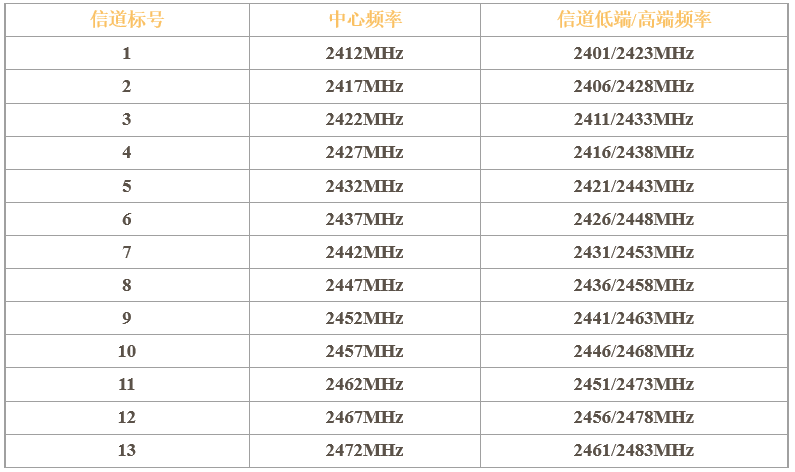 信道标号 中心频率 信道低端/高端频率
1 2412MHz 2401/2423MHz
2 2417MHz 2406/2428MHz
3 2422MHz 2411/2433MHz
4 2427MHz 2416/2438MHz
5 2432MHz 2421/2443MHz
6 2437MHz 2426/2448MHz
7 2442MHz 2431/2453MHz
8 2447MHz 2436/2458MHz
9 2452MHz 2441/2463MHz
10 2457MHz 2446/2468MHz
11 2462MHz 2451/2473MHz
12 2467MHz 2456/2478MHz
13 2472MHz 2461/2483MHz